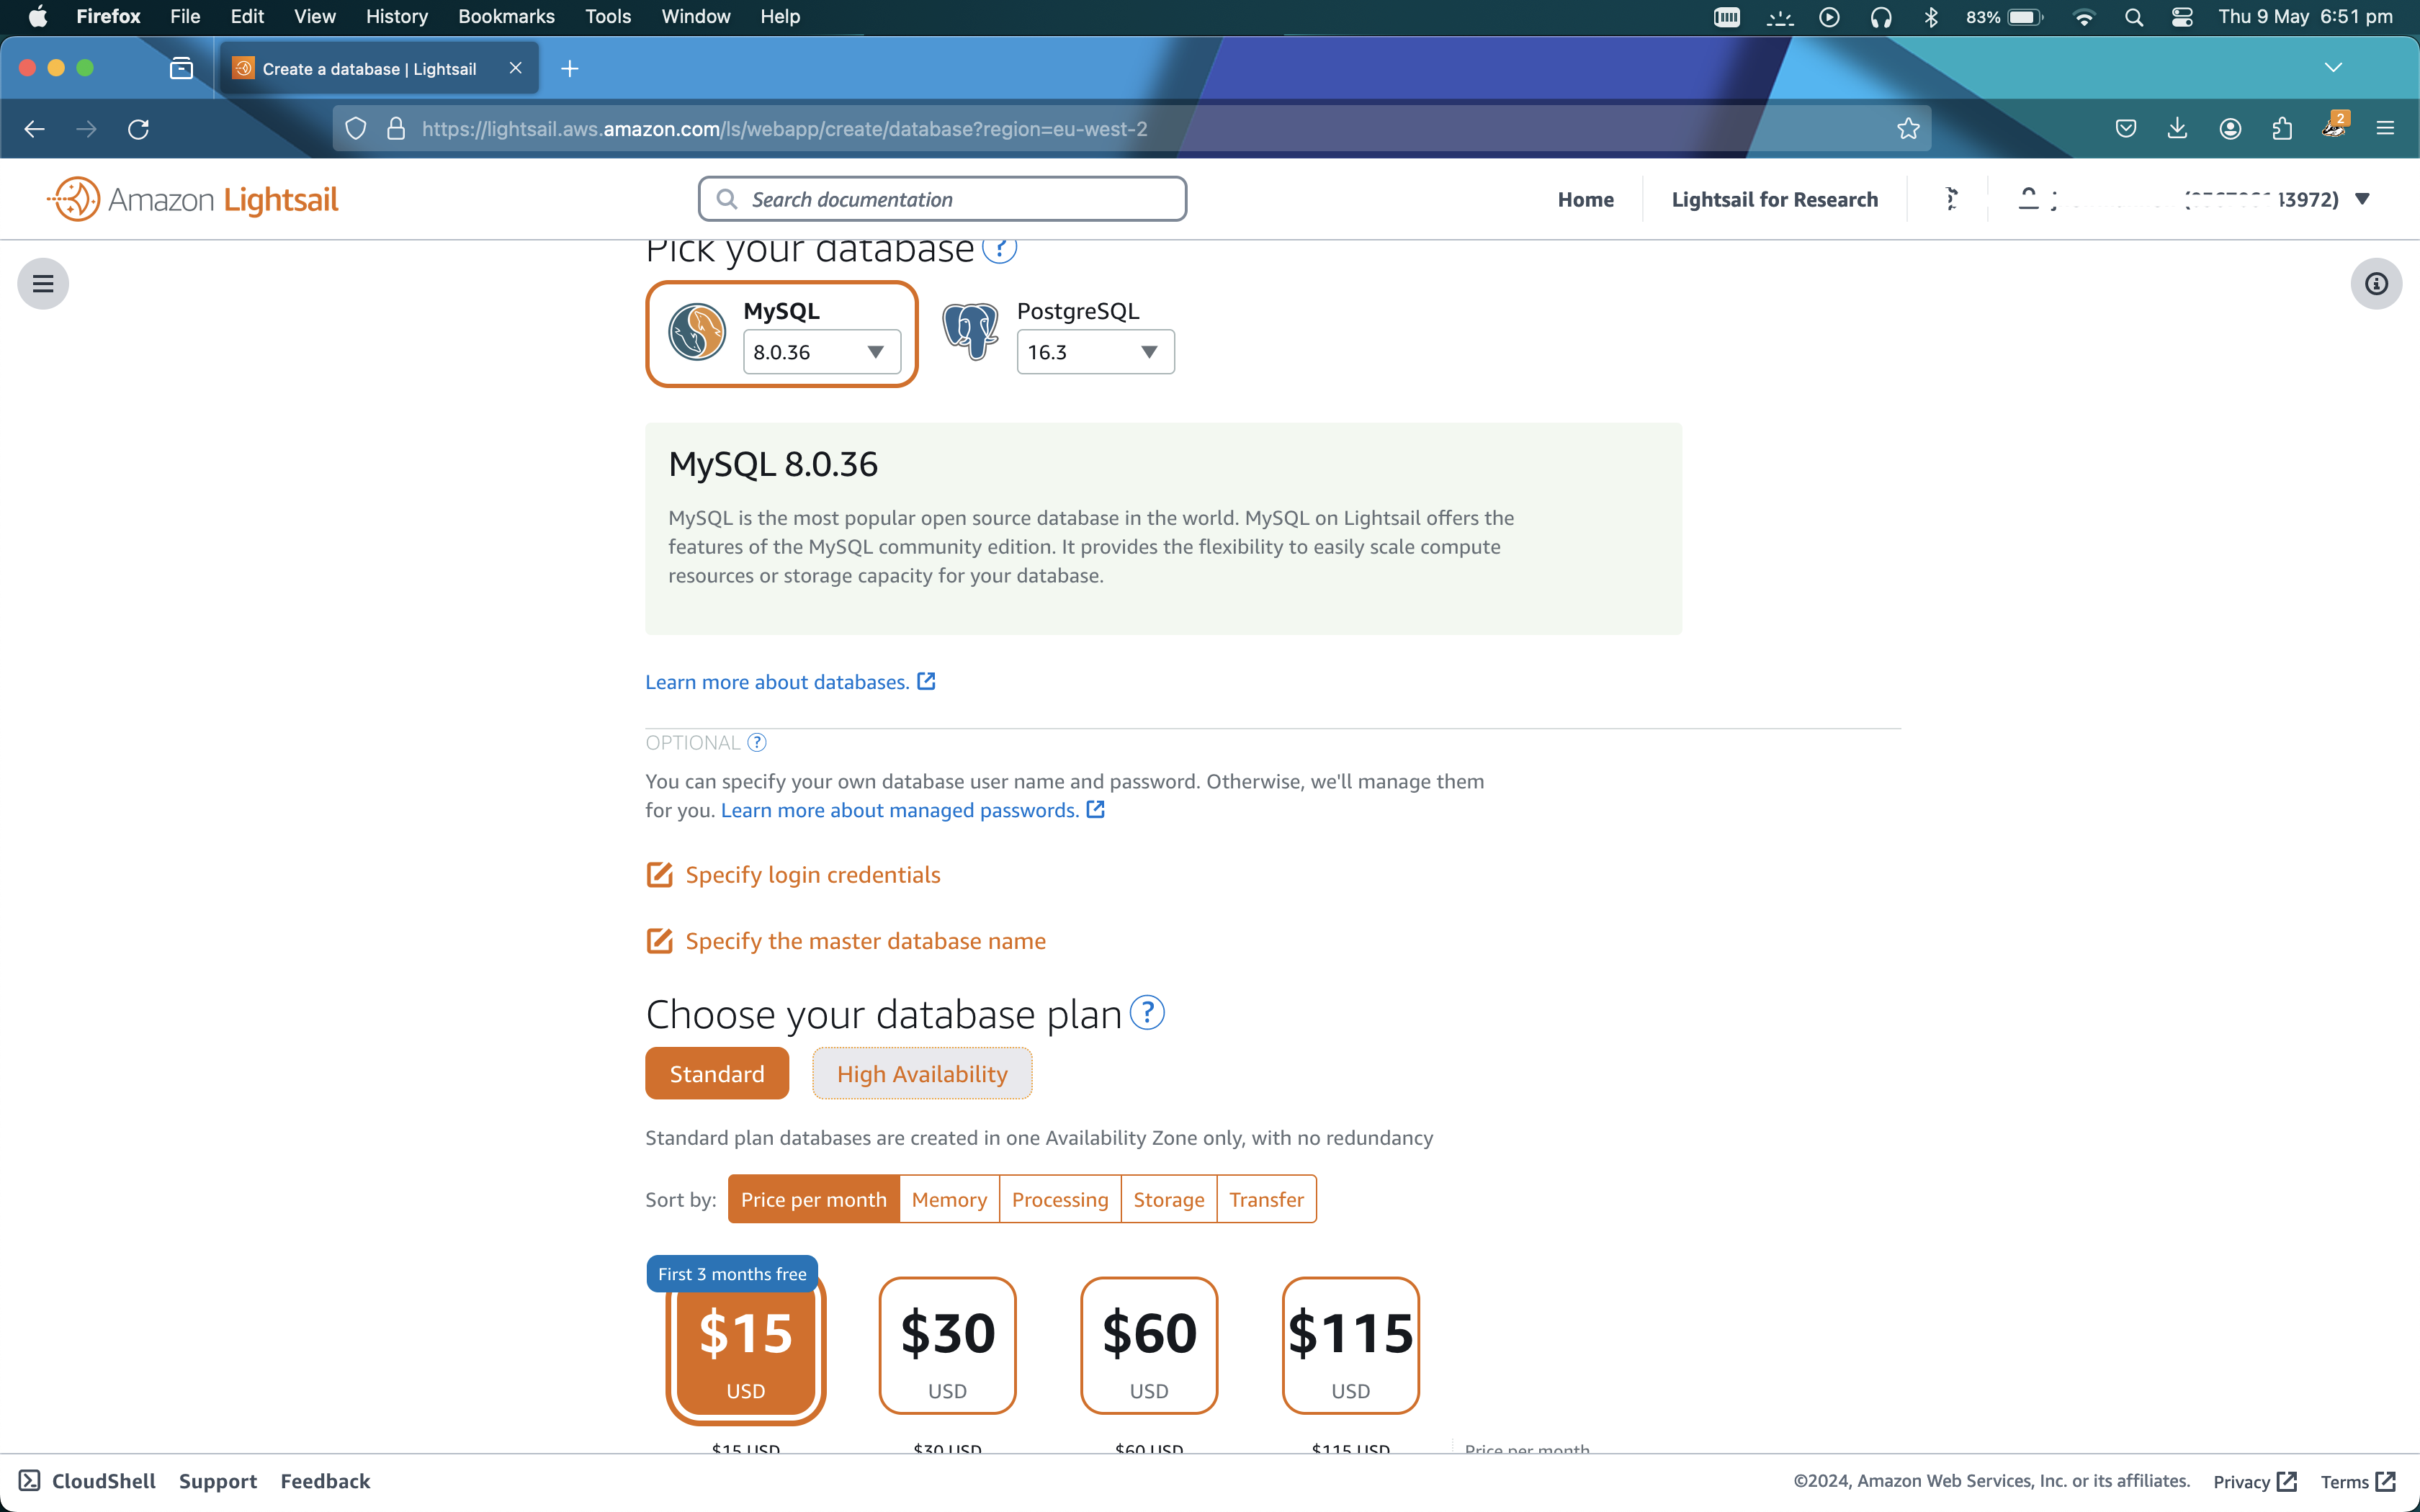 Firefox File Edit View History Bookmarks Tools Window Help 83% Thu 9 May 6:51 pm
Create a database | Lightsail
https://lightsail.aws.amazon.com/ls/webapp/create/database?region=eu-west-2
2
Amazon Lightsail Search documentation Home Lightsail for Research 43972)
Pick your database ?
MySQL PostgreSQL
8.0.36 16.3
MySQL 8.0.36
MySQL is the most popular open source database in the world. MySQL on Lightsail offers the
features of the MySQL community edition. It provides the flexibility to easily scale compute
resources or storage capacity for your database.
Learn more about databases.
OPTIONAL ?
You can specify your own database user name and password. Otherwise, we'll manage them
for you. Learn more about managed passwords.
Specify login credentials
Specify the master database name
Choose your database plan ?
Standard High Availability
Standard plan databases are created in one Availability Zone only, with no redundancy
Sort by: Price per month Memory Processing Storage Transfer
First 3 months free
$15 $30 $60 $115
USD USD USD USD
$15 USD $30 USD $60 USD $115 USD Price per month
CloudShell Support Feedback ©2024, Amazon Web Services, Inc. or its affiliates. Privacy Terms